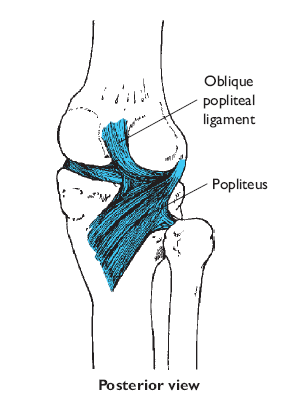 Oblique
popliteal
ligament
Popliteus
Posterior view